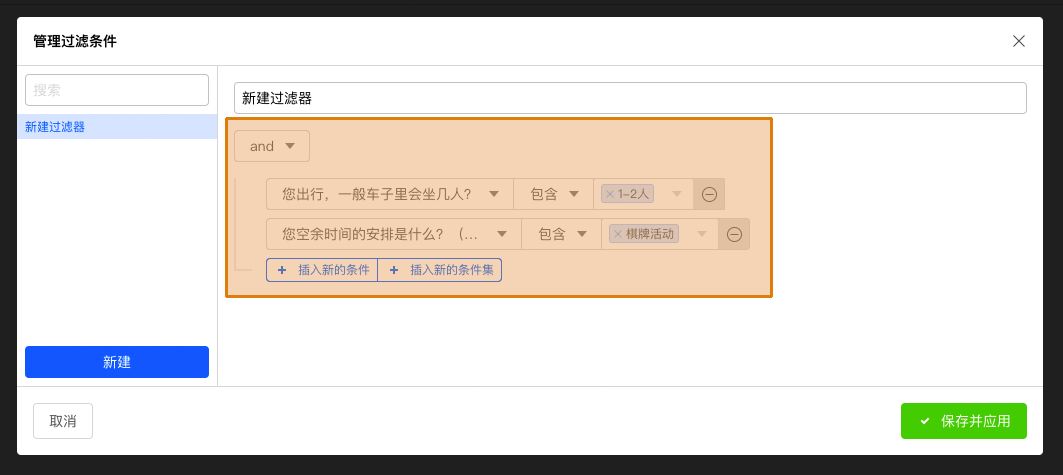 管理过滤条件
搜索
新建过滤器
新建过滤器
and
您出行，一般车子里会坐几人？ 包含 1-2人
您空余时间的安排是什么？（... 包含 棋牌活动
插入新的条件 插入新的条件集
新建
取消 保存并应用